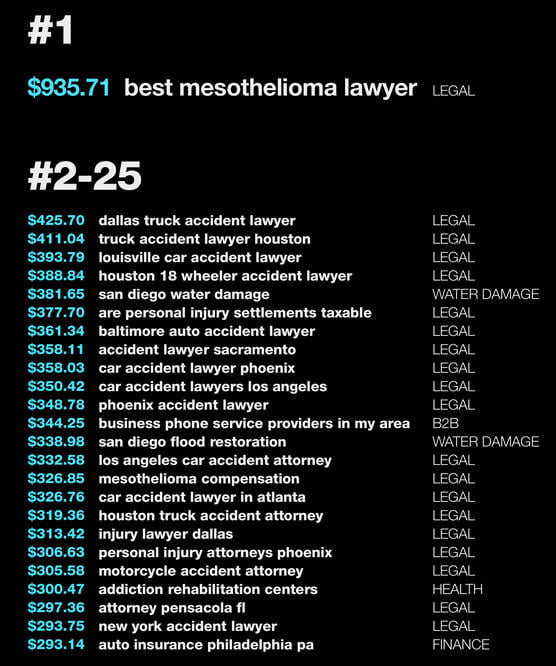 #1
$935.71 best mesothelioma lawyer LEGAL
#2-25
$425.70 dallas truck accident lawyer LEGAL
$411.04 truck accident lawyer houston LEGAL
$393.79 louisville car accident lawyer LEGAL
$388.84 houston 18 wheeler accident lawyer LEGAL
$381.65 san diego water damage WATER DAMAGE
$377.70 are personal injury settlements taxable LEGAL
$361.34 baltimore auto accident lawyer LEGAL
$358.11 accident lawyer sacramento LEGAL
$358.03 car accident lawyer phoenix LEGAL
$350.42 car accident lawyers los angeles LEGAL
$348.78 phoenix accident lawyer LEGAL
$344.25 business phone service providers in my area B2B
$338.98 san diego flood restoration WATER DAMAGE
$332.58 los angeles car accident attorney LEGAL
$326.85 mesothelioma compensation LEGAL
$326.76 car accident lawyer in atlanta LEGAL
$319.36 houston truck accident attorney LEGAL
$313.42 injury lawyer dallas LEGAL
$306.63 personal injury attorneys phoenix LEGAL
$305.58 motorcycle accident attorney LEGAL
$300.47 addiction rehabilitation centers HEALTH
$297.36 attorney pensacola fl LEGAL
$293.75 new york accident lawyer LEGAL
$293.14 auto insurance philadelphia pa FINANCE